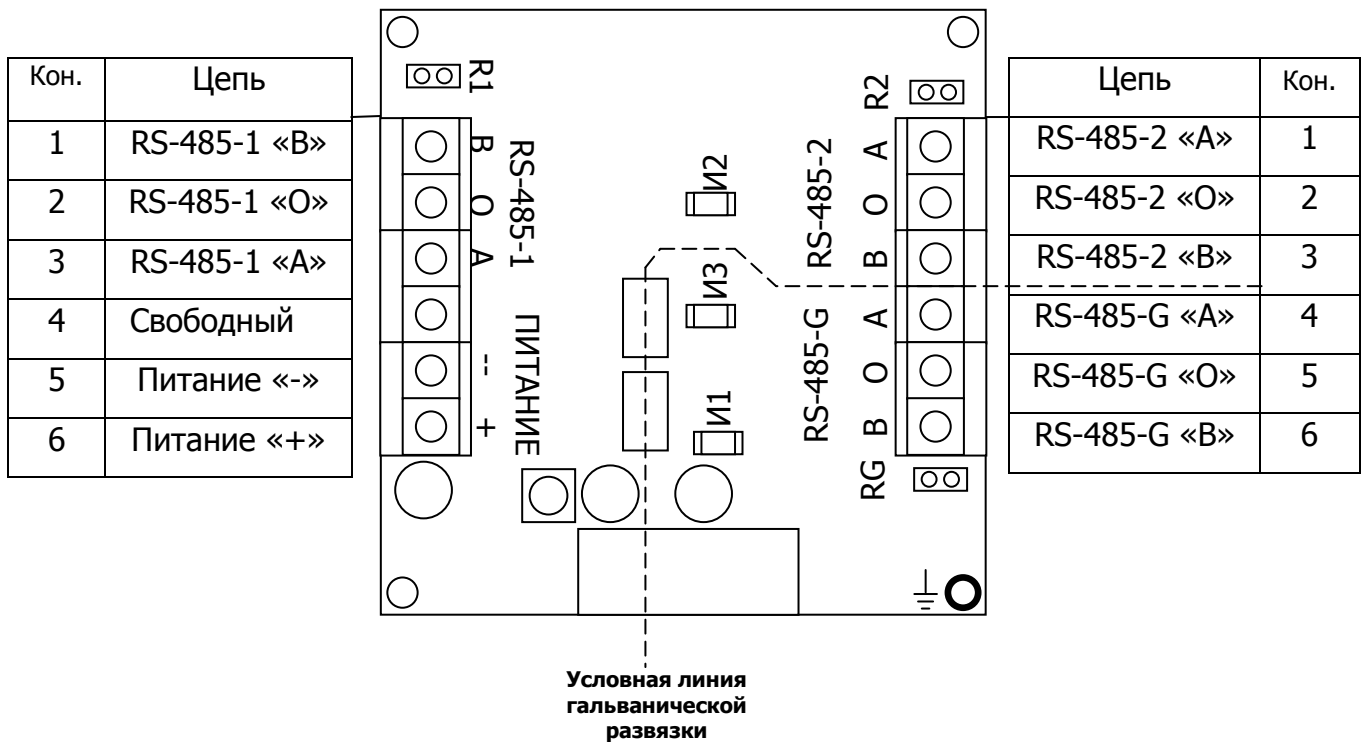 Кон. Цепь
1 RS-485-1 «B»
2 RS-485-1 «O»
3 RS-485-1 «A»
4 Свободный
5 Питание «-»
6 Питание «+»
R1
B O A
RS-485-1
-- +
ПИТАНИЕ
И2
И3
И1
R2
RS-485-2
A O B
RS-485-G
A O B
RG
Цепь Кон.
RS-485-2 «A» 1
RS-485-2 «O» 2
RS-485-2 «B» 3
RS-485-G «A» 4
RS-485-G «O» 5
RS-485-G «B» 6
Условная линия
гальванической
развязки